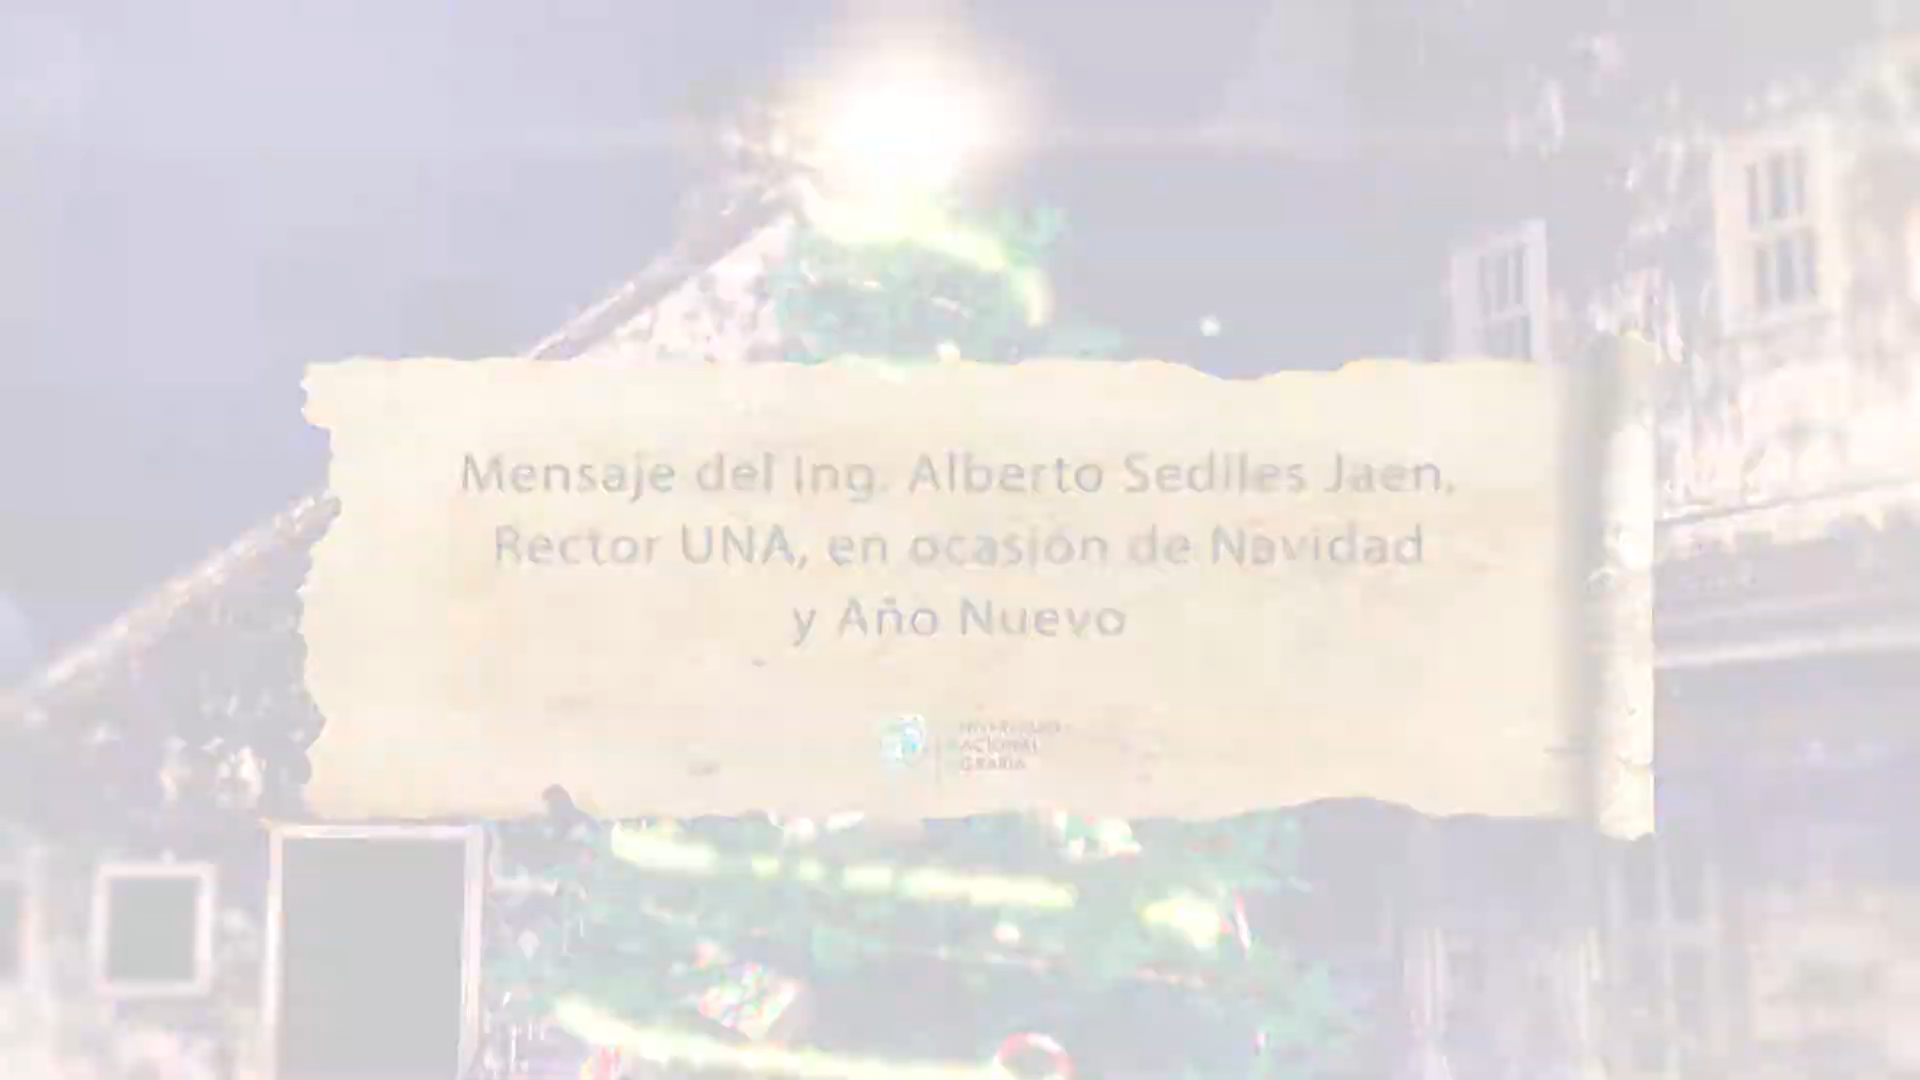 Mensaje del Ing. Alberto Sediles Jaen,
Rector UNA, en ocasión de Navidad
y Año Nuevo